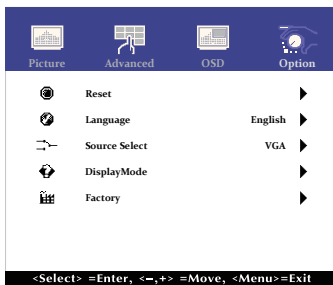 Picture Advanced OSD Option
Reset
Language English
Source Select VGA
DisplayMode
Factory
<Select> =Enter, <−,+> =Move, <Menu>=Exit